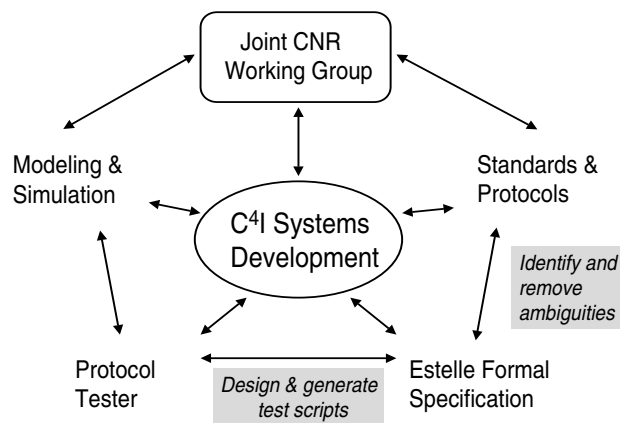 Joint CNR
Working Group
Modeling &
Simulation
Standards &
Protocols
C⁴I Systems
Development
Identify and
remove
ambiguities
Protocol
Tester
Design & generate
test scripts
Estelle Formal
Specification